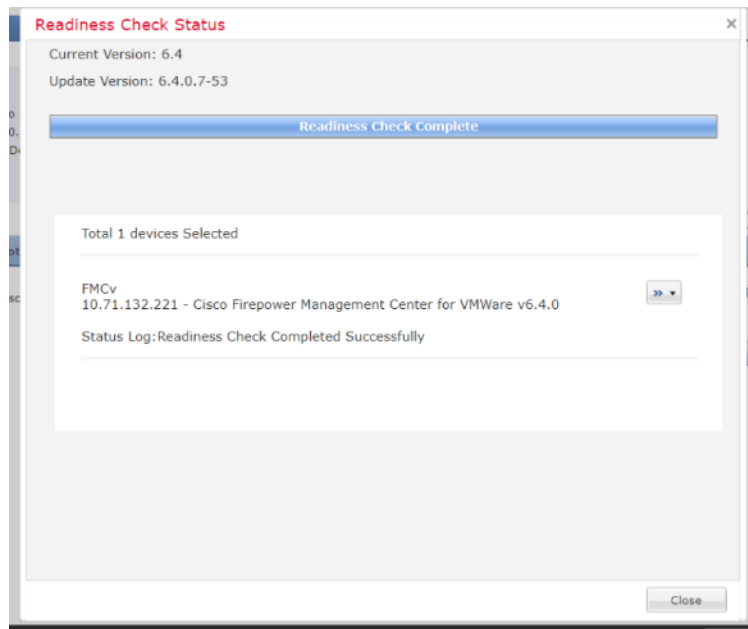 Readiness Check Status
Current Version: 6.4
Update Version: 6.4.0.7-53
Readiness Check Complete
Total 1 devices Selected
FMCv
10.71.132.221 - Cisco Firepower Management Center for VMWare v6.4.0
Status Log:Readiness Check Completed Successfully
Close